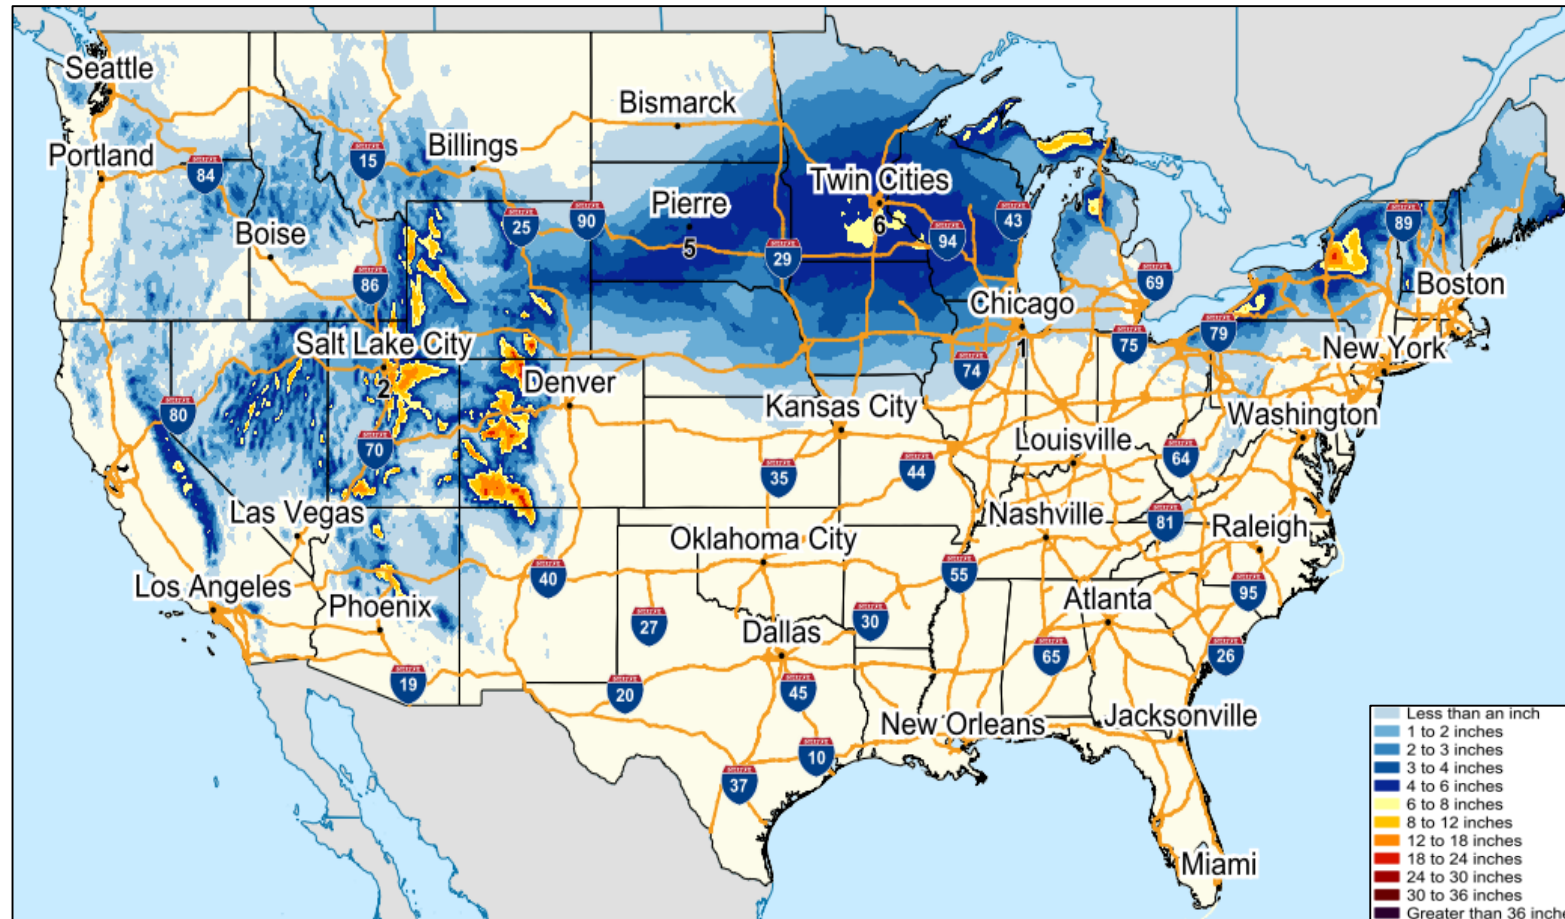 Seattle
Bismarck
Portland
84
15
Billings
Twin Cities
Pierre
25
90
5
29
6
94
43
89
Boise
86
Boston
Chicago
1
69
Salt Lake City
2
Denver
74
75
79
New York
80
70
Kansas City
Washington
Louisville
64
35
44
Las Vegas
Nashville
81
Raleigh
Oklahoma City
40
55
95
Los Angeles
Phoenix
27
Dallas
30
Atlanta
65
26
19
20
45
New Orleans
Jacksonville
10
37
Miami
Less than an inch
1 to 2 inches
2 to 3 inches
3 to 4 inches
4 to 6 inches
6 to 8 inches
8 to 12 inches
12 to 18 inches
18 to 24 inches
24 to 30 inches
30 to 36 inches
Greater than 36 inche